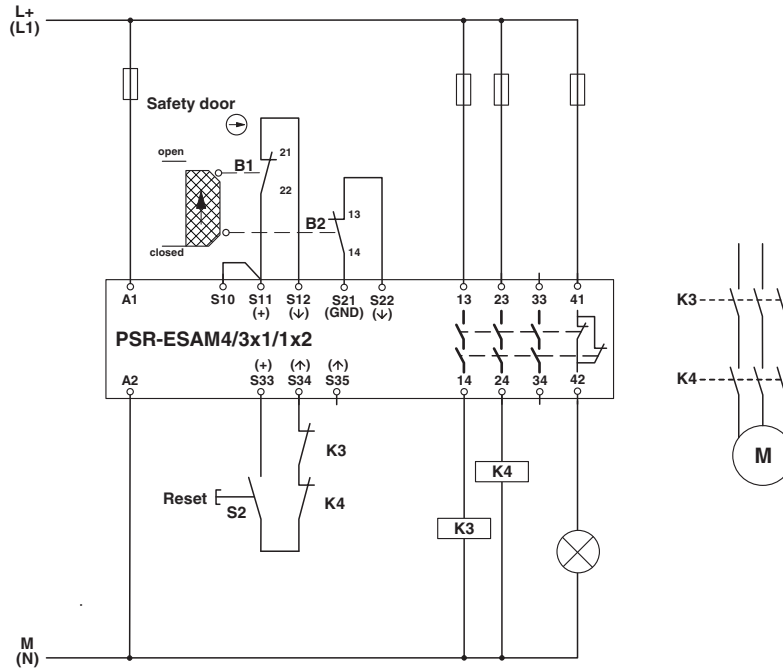 L+
(L1)
Safety door
open
21
B1
22
13
B2
closed
14
A1 S10 S11 S12 S21 S22 13 23 33 41
(+) (↓) (GND) (↓)
PSR-ESAM4/3x1/1x2
(+) (↑) (↑)
A2 S33 S34 S35 14 24 34 42
K3
K4
Reset
S2
K4
K3
M
(N)
K3
K4
M